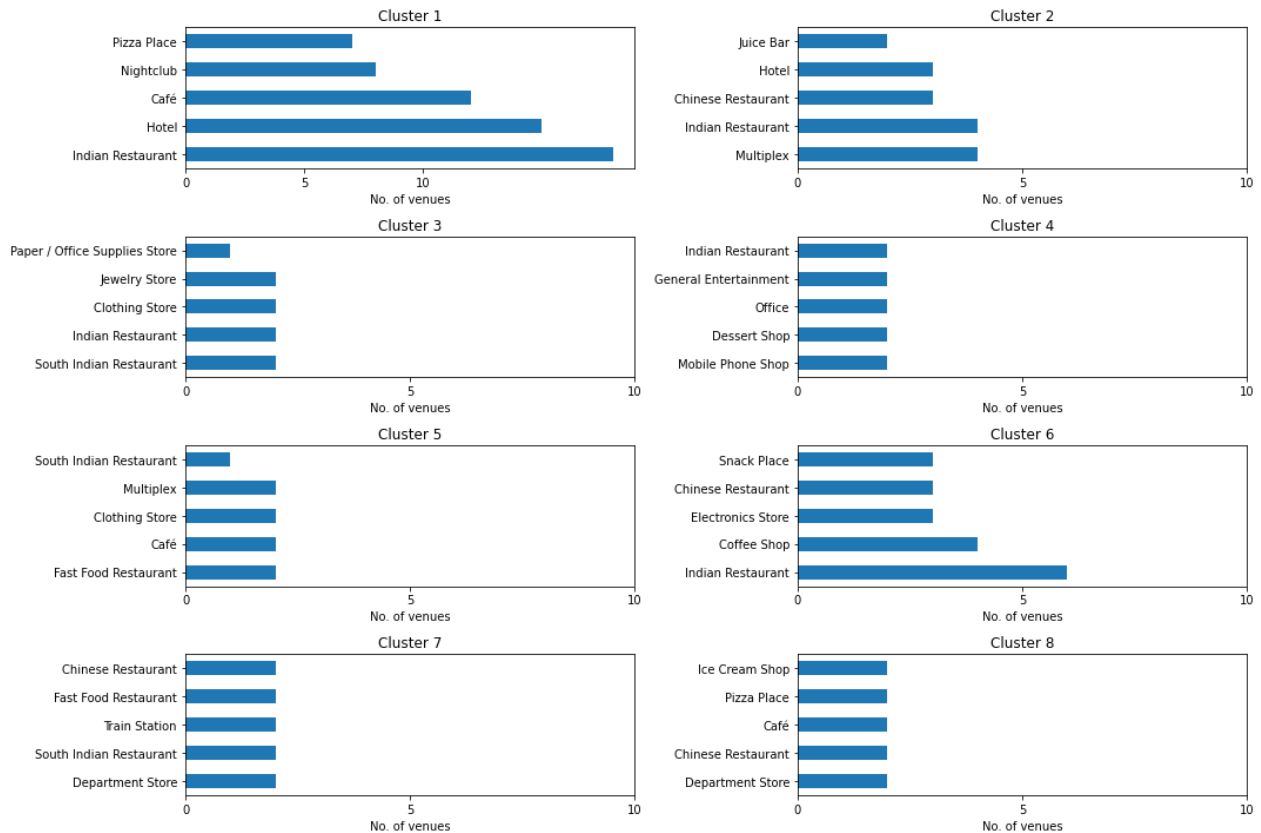 Cluster 1
Pizza Place
Nightclub
Café
Hotel
Indian Restaurant
0 5 10
No. of venues
Cluster 2
Juice Bar
Hotel
Chinese Restaurant
Indian Restaurant
Multiplex
0 5 10
No. of venues
Cluster 3
Paper / Office Supplies Store
Jewelry Store
Clothing Store
Indian Restaurant
South Indian Restaurant
0 5 10
No. of venues
Cluster 4
Indian Restaurant
General Entertainment
Office
Dessert Shop
Mobile Phone Shop
0 5 10
No. of venues
Cluster 5
South Indian Restaurant
Multiplex
Clothing Store
Café
Fast Food Restaurant
0 5 10
No. of venues
Cluster 6
Snack Place
Chinese Restaurant
Electronics Store
Coffee Shop
Indian Restaurant
0 5 10
No. of venues
Cluster 7
Chinese Restaurant
Fast Food Restaurant
Train Station
South Indian Restaurant
Department Store
0 5 10
No. of venues
Cluster 8
Ice Cream Shop
Pizza Place
Café
Chinese Restaurant
Department Store
0 5 10
No. of venues